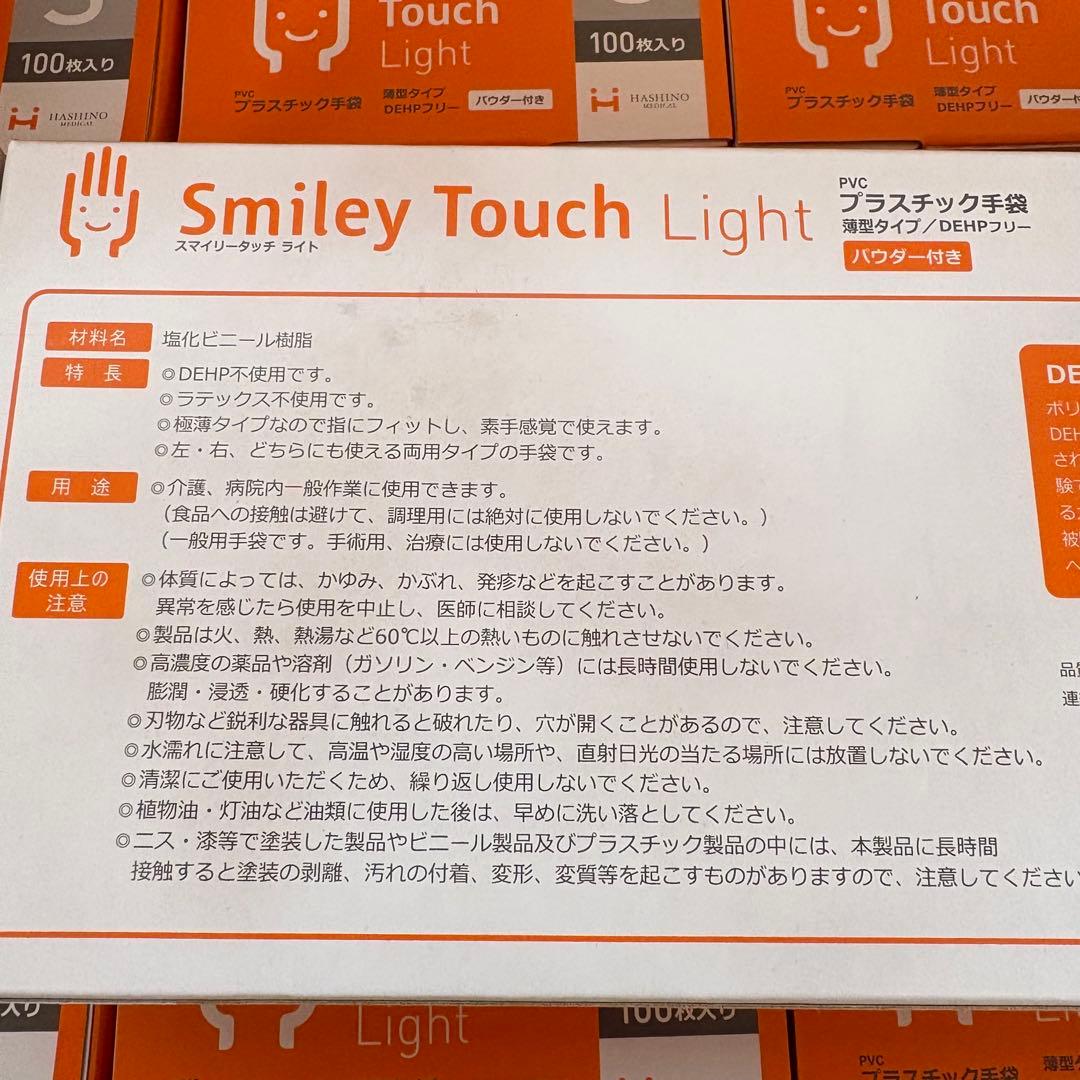 100枚入り
HASHINO
MEDICAL
Touch
Light
PVC
プラスチック手袋
薄型タイプ
DEHPフリー
パウダー付き
100枚入り
HASHINO
MEDICAL
Touch
Light
PVC
プラスチック手袋
薄型タイプ
DEHPフリー
パウダー付き
Smiley Touch Light
スマイリータッチ ライト
PVC
プラスチック手袋
薄型タイプ/DEHPフリー
パウダー付き
材料名 塩化ビニール樹脂
特 長 ◎DEHP不使用です。
◎ラテックス不使用です。
◎極薄タイプなので指にフィットし、素手感覚で使えます。
◎左・右、どちらにも使える両用タイプの手袋です。
用 途 ◎介護、病院内一般作業に使用できます。
(食品への接触は避けて、調理用には絶対に使用しないでください。)
(一般用手袋です。手術用、治療には使用しないでください。)
使用上の
注意
◎体質によっては、かゆみ、かぶれ、発疹などを起こすことがあります。
異常を感じたら使用を中止し、医師に相談してください。
◎製品は火、熱、熱湯など60℃以上の熱いものに触れさせないでください。
◎高濃度の薬品や溶剤(ガソリン・ベンジン等)には長時間使用しないでください。
膨潤・浸透・硬化することがあります。
◎刃物など鋭利な器具に触れると破れたり、穴が開くことがあるので、注意してください。
◎水濡れに注意して、高温や湿度の高い場所や、直射日光の当たる場所には放置しないでください。
◎清潔にご使用いただくため、繰り返し使用しないでください。
◎植物油・灯油など油類に使用した後は、早めに洗い落としてください。
◎ニス・漆等で塗装した製品やビニール製品及びプラスチック製品の中には、本製品に長時間
接触すると塗装の剥離、汚れの付着、変形、変質等を起こすものがありますので、注意してください
DE
ポリ
DEH
され
験で
る
被
へ
品質
連
Light
100枚入り
PVC
プラスチック手袋